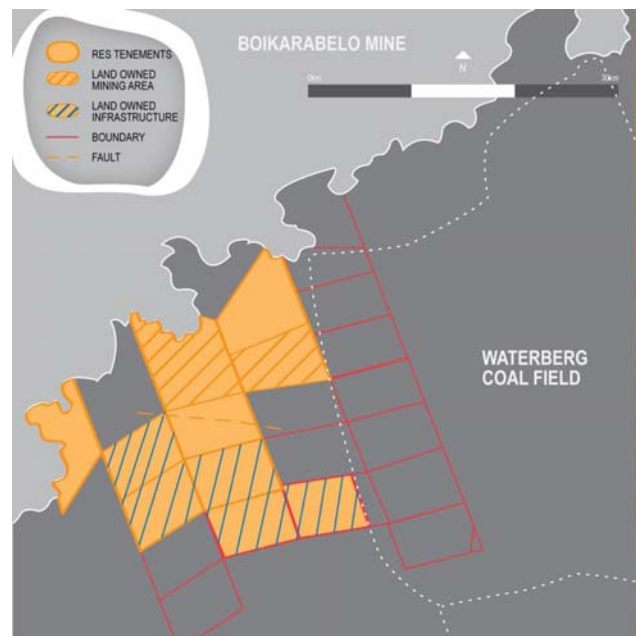 BOIKARABELO MINE
RES TENEMENTS
LAND OWNED
MINING AREA
LAND OWNED
INFRASTRUCTURE
BOUNDARY
FAULT
N
0km
30km
WATERBERG
COAL FIELD